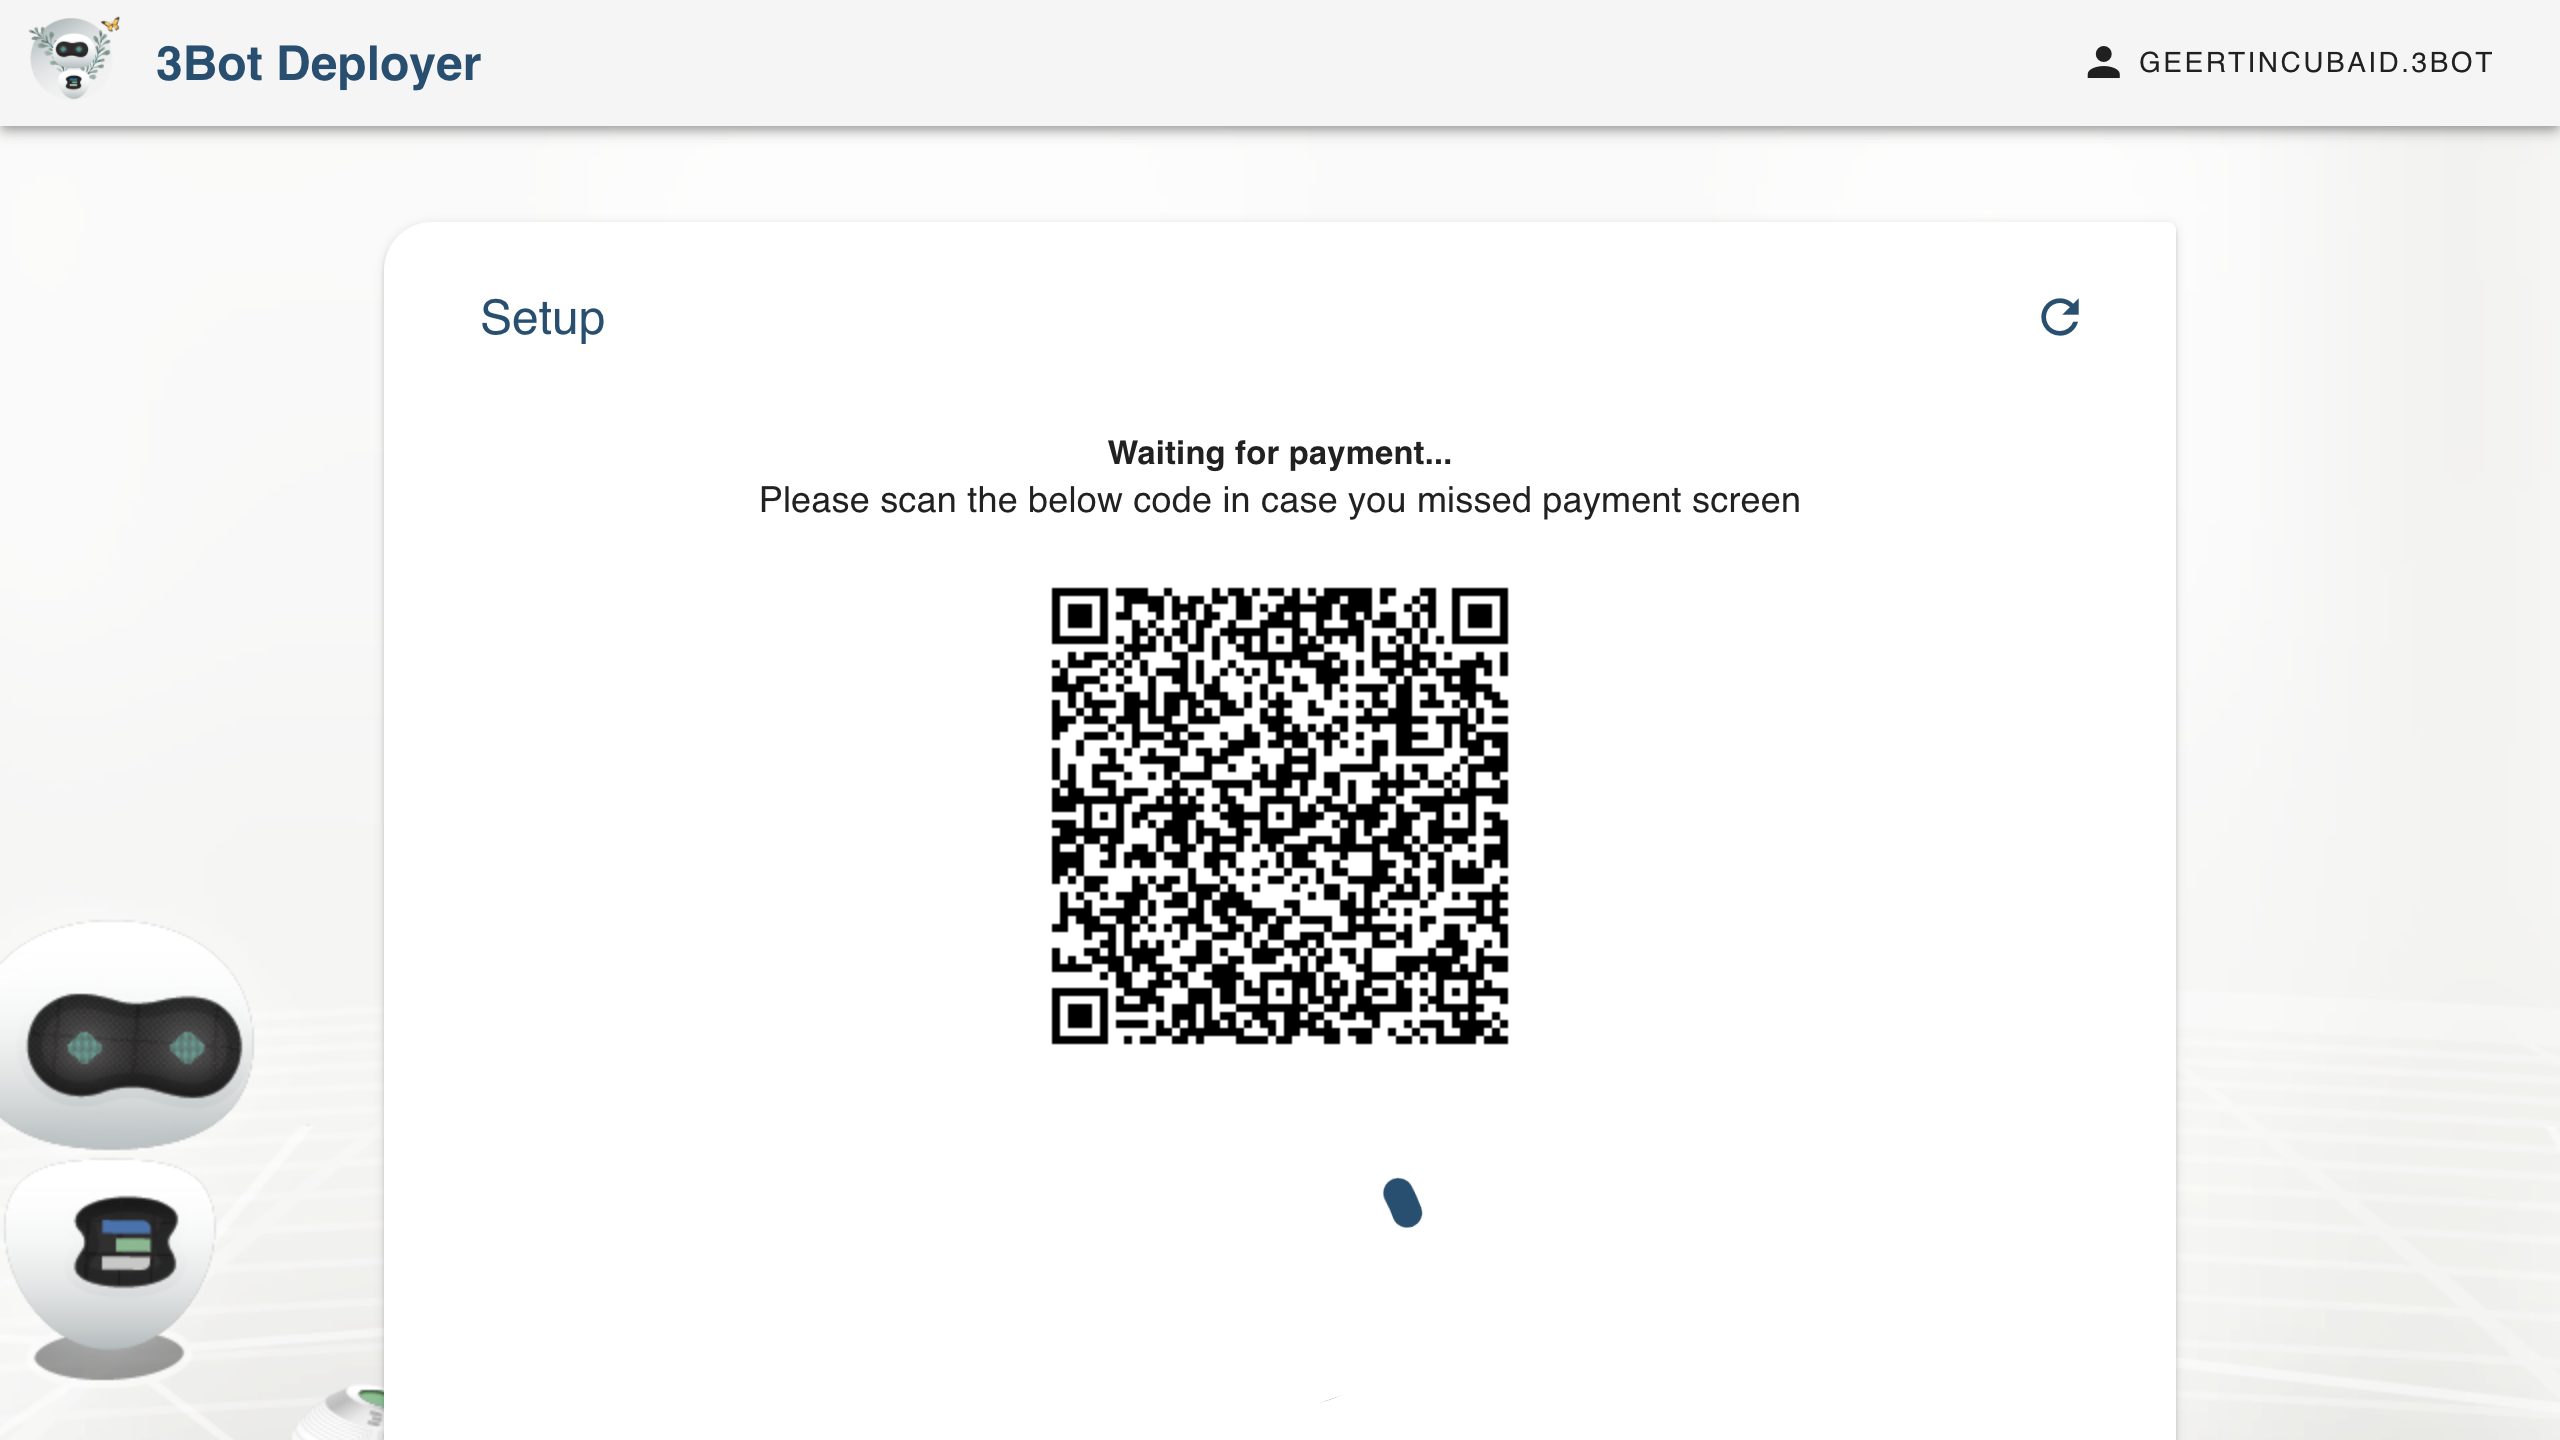 3Bot Deployer
GEERTINCUBAID.3BOT
Setup
Waiting for payment...
Please scan the below code in case you missed payment screen